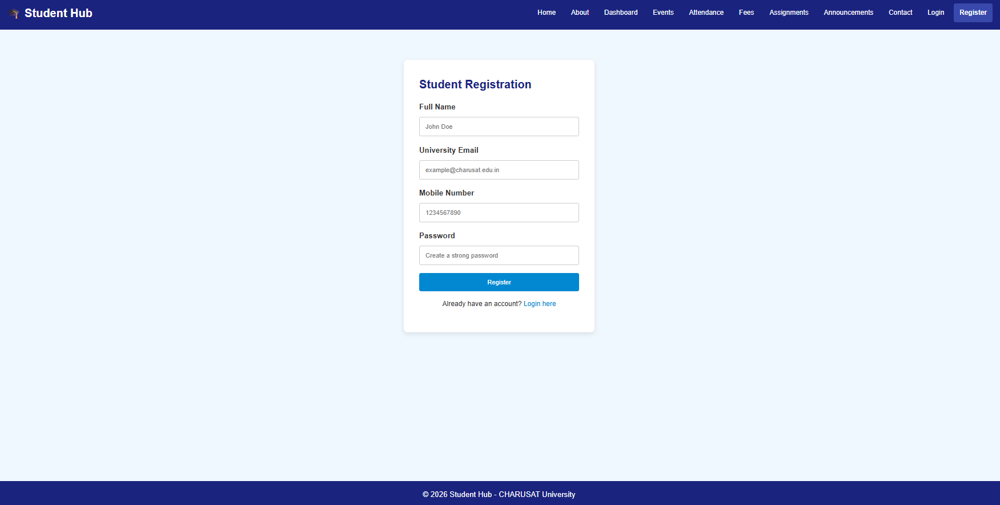 Student Hub
Home About Dashboard Events Attendance Fees Assignments Announcements Contact Login Register
Student Registration
Full Name
John Doe
University Email
example@charusat.edu.in
Mobile Number
1234567890
Password
Create a strong password
Register
Already have an account? Login here
© 2026 Student Hub - CHARUSAT University